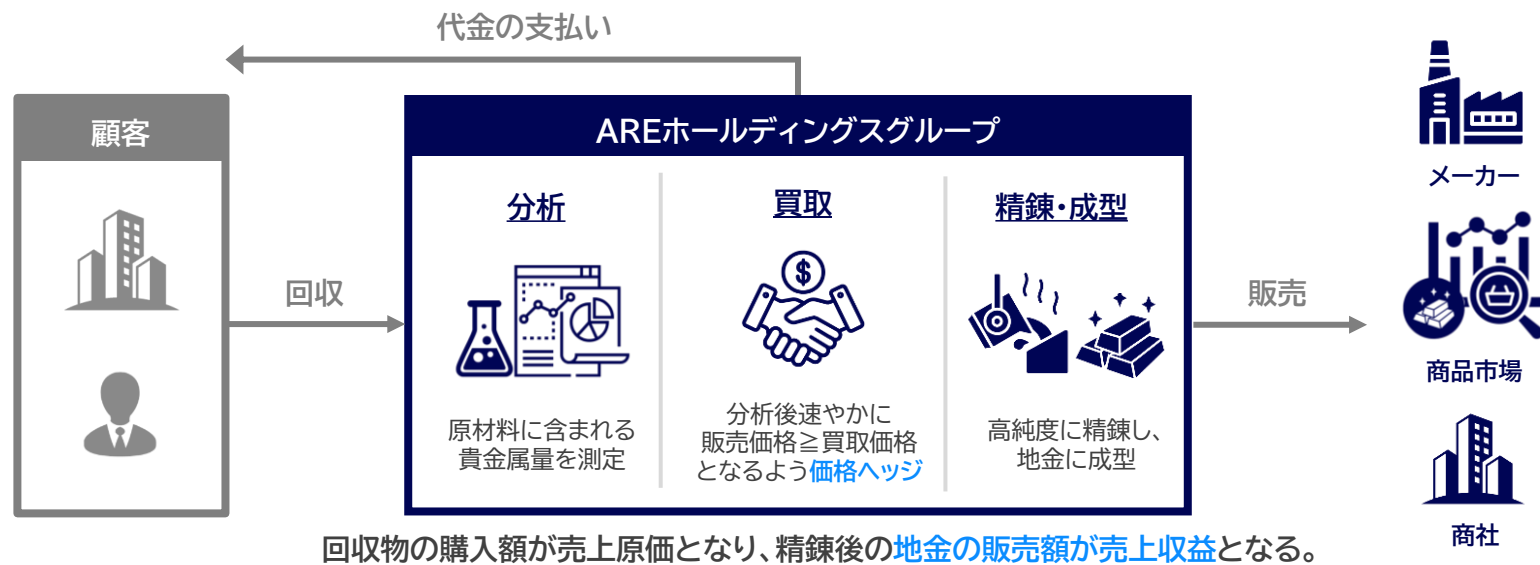 代金の支払い
顧客
AREホールディングスグループ
分析
買取
精錬・成型
回収
$
原材料に含まれる
貴金属量を測定
分析後速やかに
販売価格≧買取価格
となるよう価格ヘッジ
高純度に精錬し、
地金に成型
販売
メーカー
商品市場
商社
回収物の購入額が売上原価となり、精錬後の地金の販売額が売上収益となる。